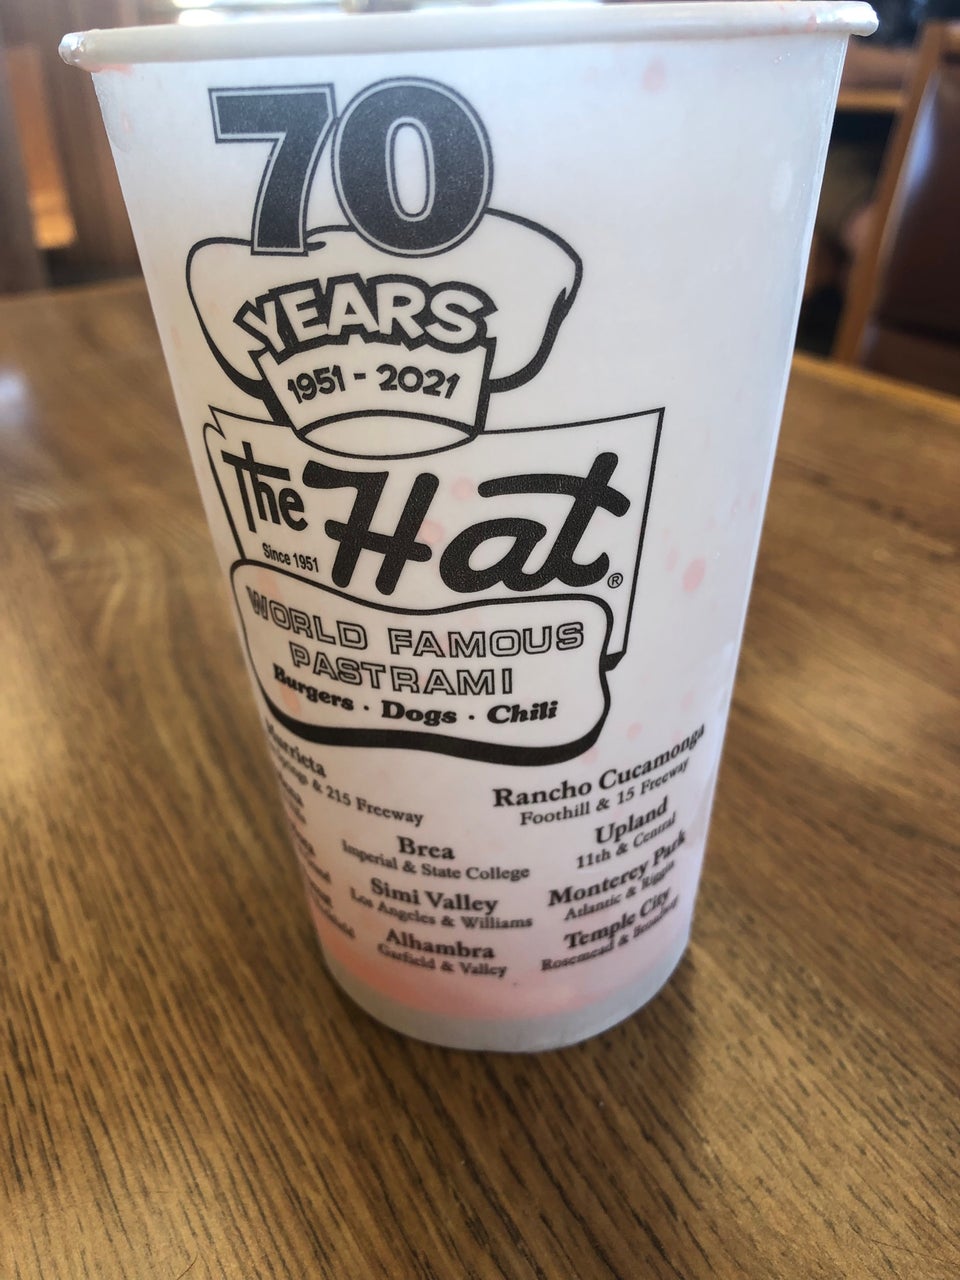 70
YEARS
1951 - 2021
The Hat®
Since 1951
WORLD FAMOUS
PASTRAMI
Burgers · Dogs · Chili
& 215 Freeway
Brea
Imperial & State College
Simi Valley
Los Angeles & Williams
Alhambra
Garfield & Valley
Rancho Cucamonga
Foothill & 15 Freeway
Upland
11th & Central
Monterey Park
Atlantic & Riggin
Temple City
Rosemead & Broadway